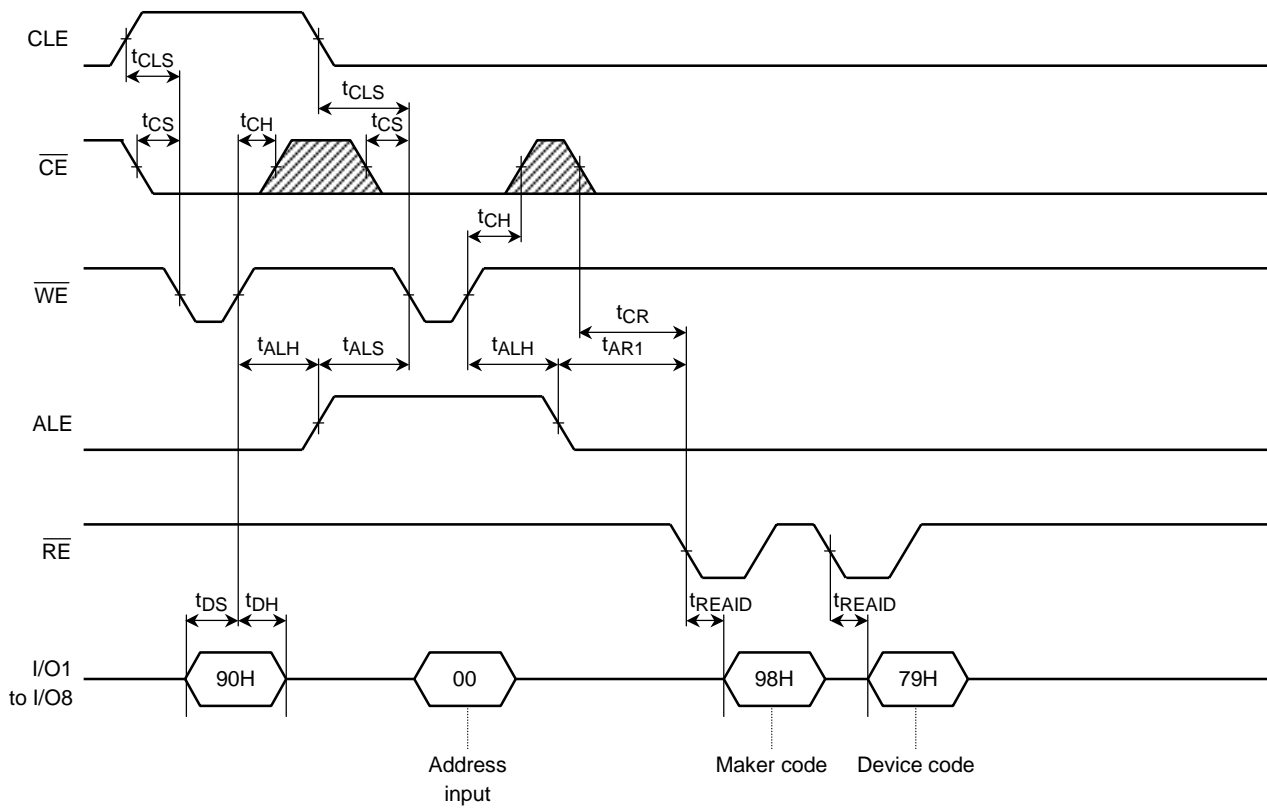 CLE
tCLS
tCLS
tCS
tCH
tCS
CE
tCH
WE
tCR
tALH
tALS
tALH
tAR1
ALE
RE
tDS
tDH
tREAID
tREAID
I/O1
to I/O8
90H
00
98H
79H
Address
input
Maker code
Device code